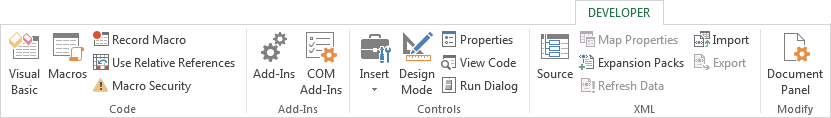 DEVELOPER
Visual
Basic
Macros
Record Macro
Use Relative References
Macro Security
Code
Add-Ins
COM
Add-Ins
Add-Ins
Insert
Design
Mode
Properties
View Code
Run Dialog
Controls
Source
Map Properties
Expansion Packs
Refresh Data
Import
Export
XML
Document
Panel
Modify